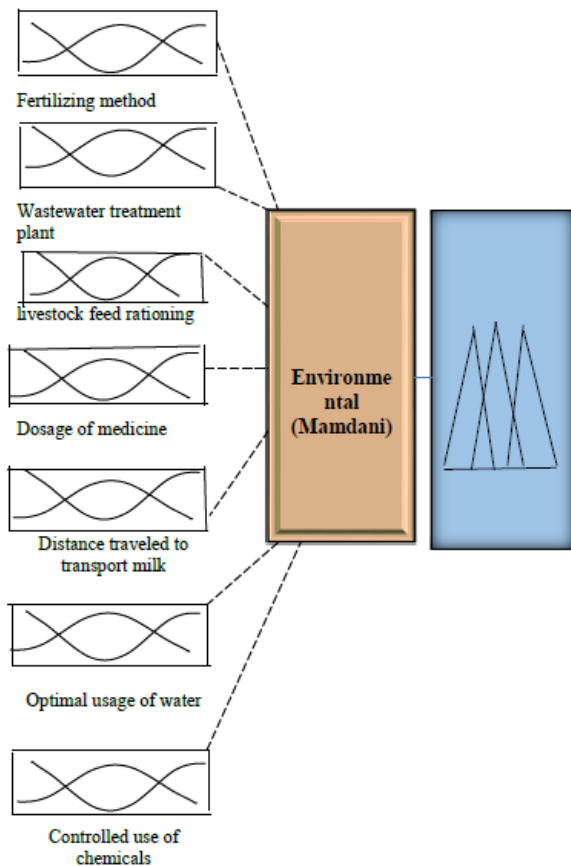 Fertilizing method
Wastewater treatment
plant
livestock feed rationing
Dosage of medicine
Environme
ntal
(Mamdani)
Distance traveled to
transport milk
Optimal usage of water
Controlled use of
chemicals